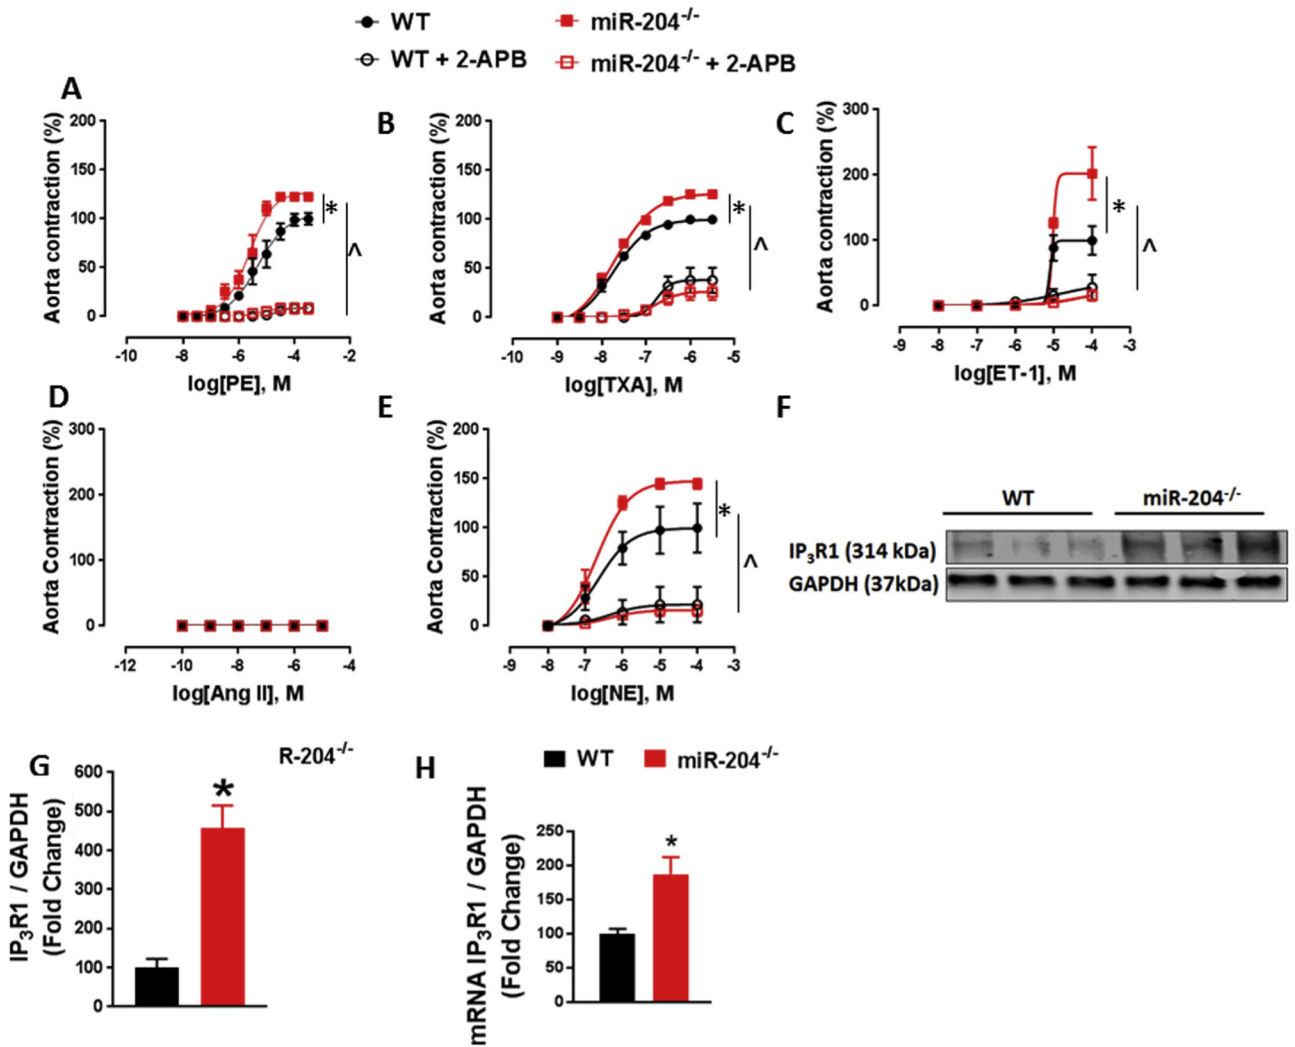 WT
miR-204-/-
WT + 2-APB
miR-204-/- + 2-APB
A
Aorta contraction (%)
200
150
100
50
0
*
^
-10 -8 -6 -4 -2
log[PE], M
B
Aorta contraction (%)
200
150
100
50
0
*
^
-10 -9 -8 -7 -6 -5
log[TXA], M
C
Aorta contraction (%)
300
200
100
0
*
^
-9 -8 -7 -6 -5 -4 -3
log[ET-1], M
D
Aorta Contraction (%)
300
200
100
0
-12 -10 -8 -6 -4
log[Ang II], M
E
Aorta Contraction (%)
200
150
100
50
0
*
^
-9 -8 -7 -6 -5 -4 -3
log[NE], M
F
WT miR-204-/-
IP3R1 (314 kDa)
GAPDH (37kDa)
G
R-204-/-
IP3R1 / GAPDH
(Fold Change)
600
500
400
300
200
100
0
*
H
WT miR-204-/-
mRNA IP3R1 / GAPDH
(Fold Change)
250
200
150
100
50
0
*